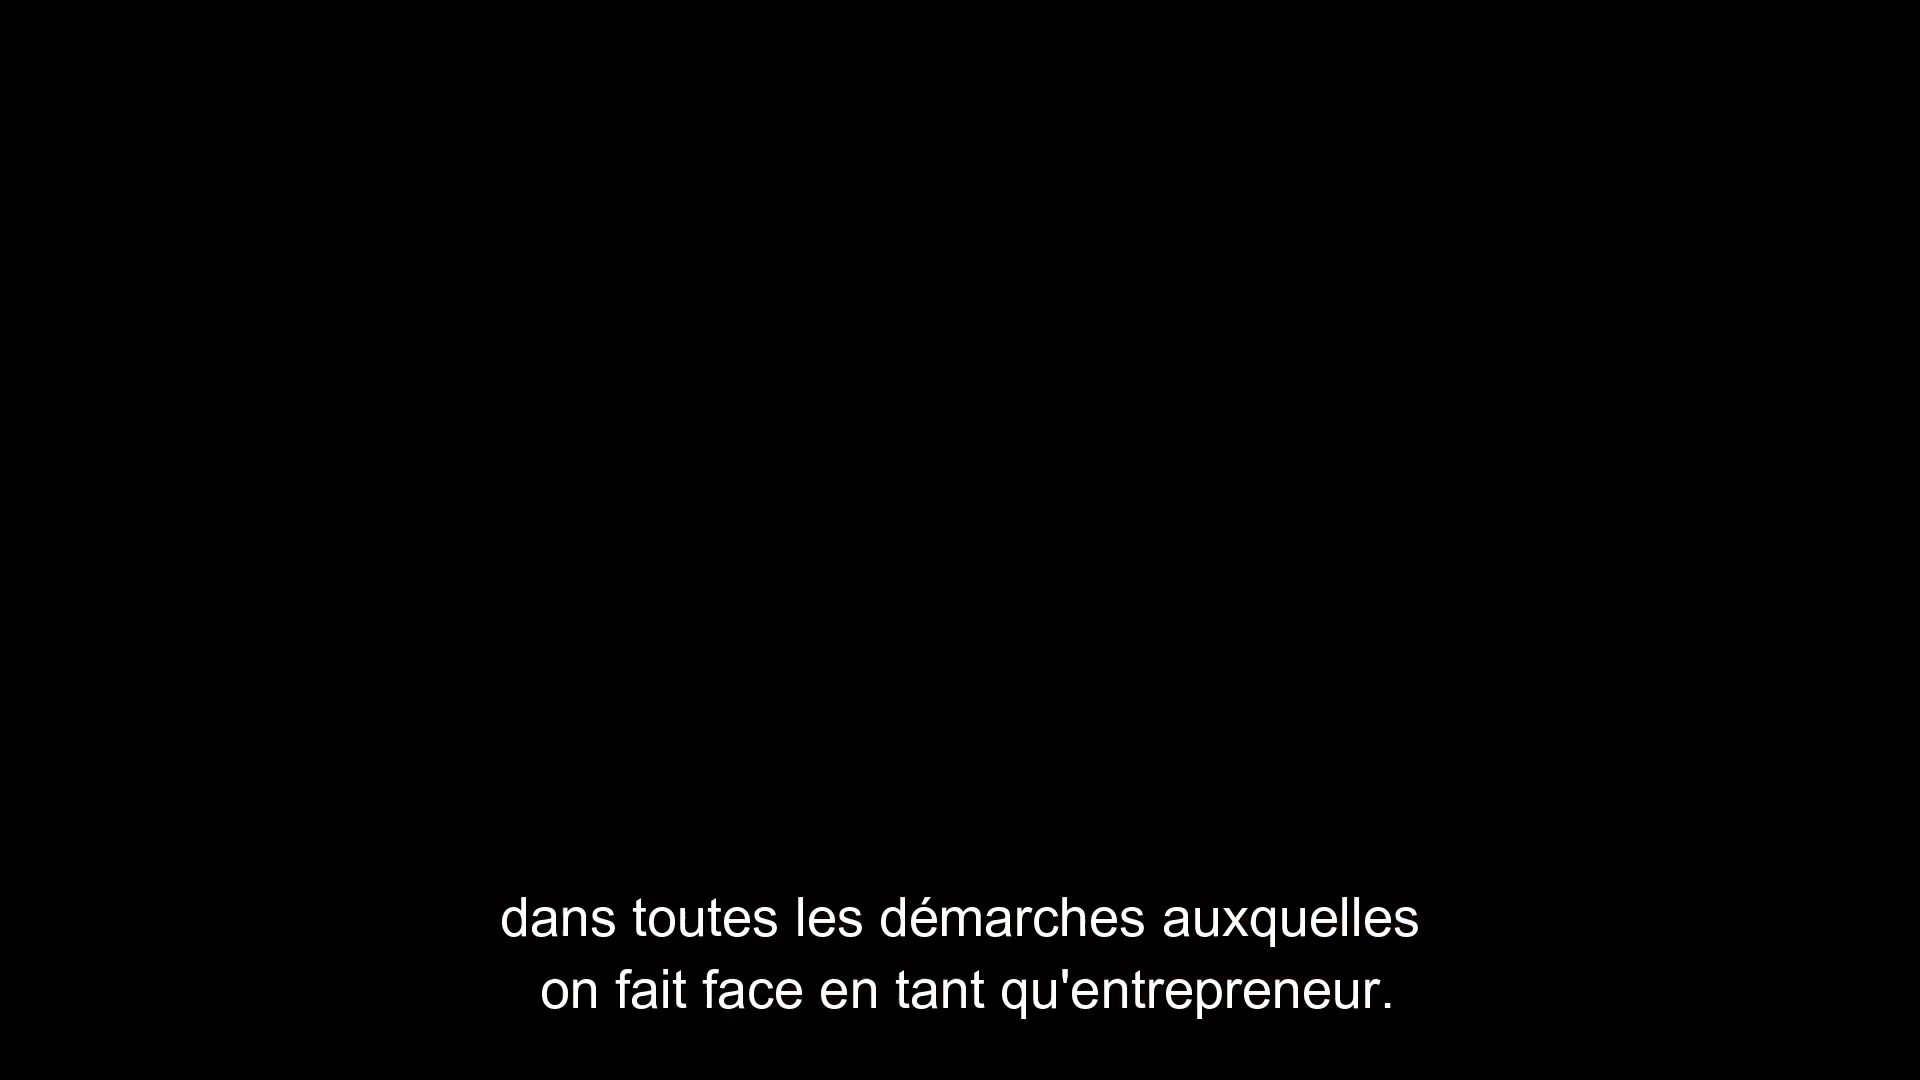 dans toutes les démarches auxquelles
on fait face en tant qu'entrepreneur.